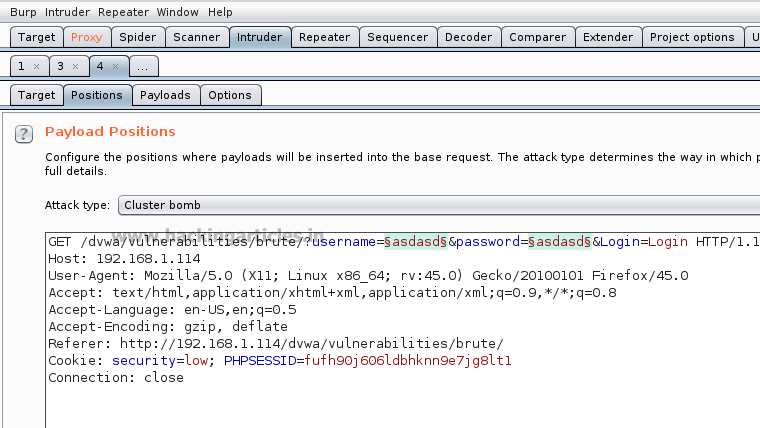 Burp Intruder Repeater Window Help
Target Proxy Spider Scanner Intruder Repeater Sequencer Decoder Comparer Extender Project options U
1 × 3 × 4 × ...
Target Positions Payloads Options
? Payload Positions
Configure the positions where payloads will be inserted into the base request. The attack type determines the way in which p
full details.
Attack type: Cluster bomb
www.hackingarticles.in
GET /dvwa/vulnerabilities/brute/?username=§asdasd§&password=§asdasd§&Login=Login HTTP/1.1
Host: 192.168.1.114
User-Agent: Mozilla/5.0 (X11; Linux x86_64; rv:45.0) Gecko/20100101 Firefox/45.0
Accept: text/html,application/xhtml+xml,application/xml;q=0.9,*/*;q=0.8
Accept-Language: en-US,en;q=0.5
Accept-Encoding: gzip, deflate
Referer: http://192.168.1.114/dvwa/vulnerabilities/brute/
Cookie: security=low; PHPSESSID=fufh90j606ldbhknn9e7jg8lt1
Connection: close